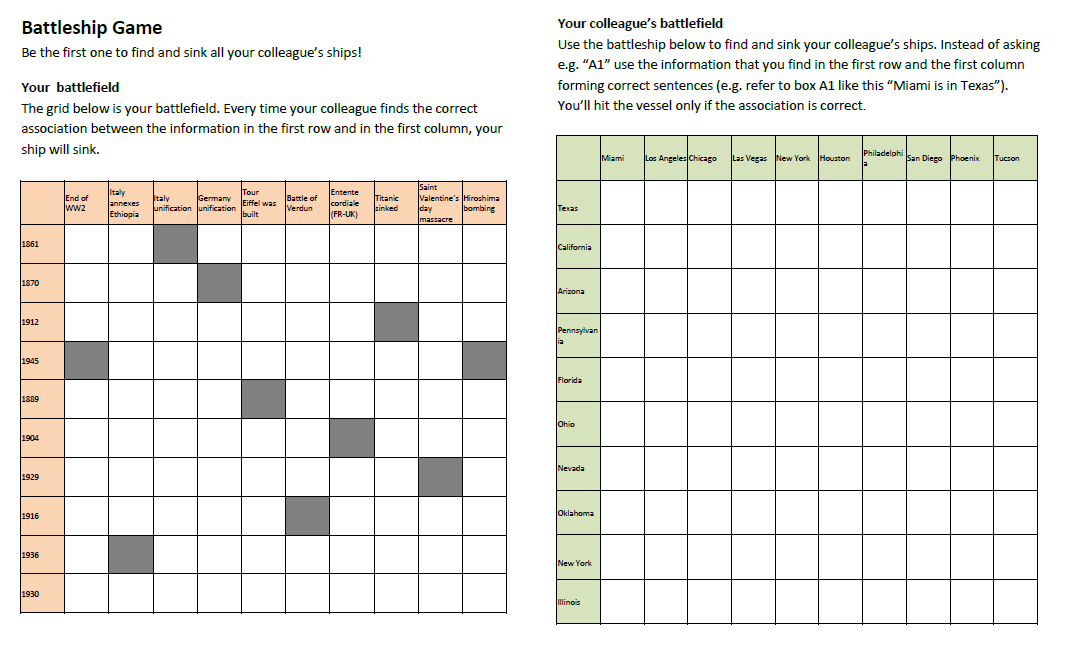 Battleship Game
Be the first one to find and sink all your colleague's ships!
Your battlefield
The grid below is your battlefield. Every time your colleague finds the correct
association between the information in the first row and in the first column, your
ship will sink.
End of
WW2
Italy
annexes
Ethiopia
Italy
unification
Germany
unification
Tour
Eiffel was
built
Battle of
Verdun
Entente
cordiale
(FR-UK)
Titanic
sinked
Saint
Valentine's
day
massacre
Hiroshima
bombing
1861
1870
1912
1945
1889
1904
1929
1916
1936
1930
Your colleague's battlefield
Use the battleship below to find and sink your colleague's ships. Instead of asking
e.g. “A1” use the information that you find in the first row and the first column
forming correct sentences (e.g. refer to box A1 like this “Miami is in Texas”).
You'll hit the vessel only if the association is correct.
Miami
Los Angeles
Chicago
Las Vegas
New York
Houston
Philadelphi
a
San Diego
Phoenix
Tucson
Texas
California
Arizona
Pennsylvan
ia
Florida
Ohio
Nevada
Oklahoma
New York
Illinois